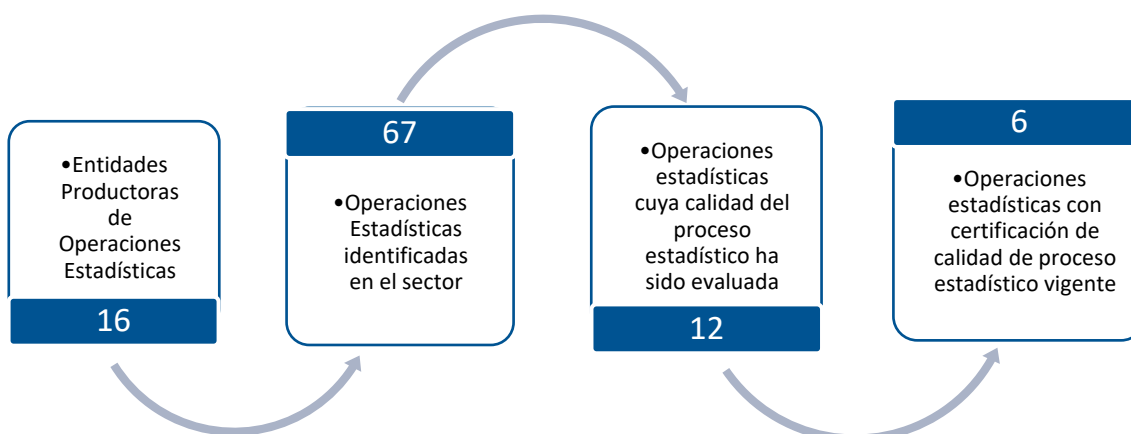 •Entidades
Productoras
de
Operaciones
Estadísticas
16
67
•Operaciones
Estadísticas
identificadas
en el sector
•Operaciones
estadísticas
cuya calidad del
proceso
estadístico ha
sido evaluada
12
6
•Operaciones
estadísticas con
certificación de
calidad de proceso
estadístico vigente